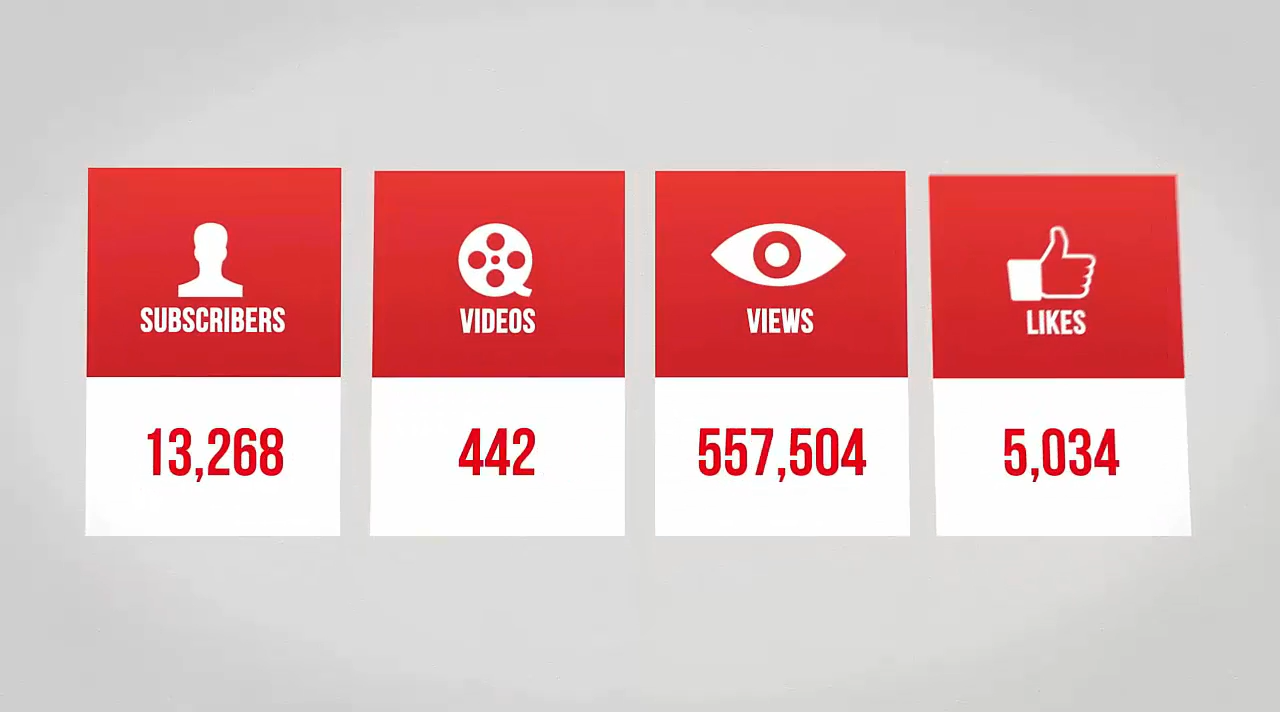 SUBSCRIBERS
13,268
VIDEOS
442
VIEWS
557,504
LIKES
5,034